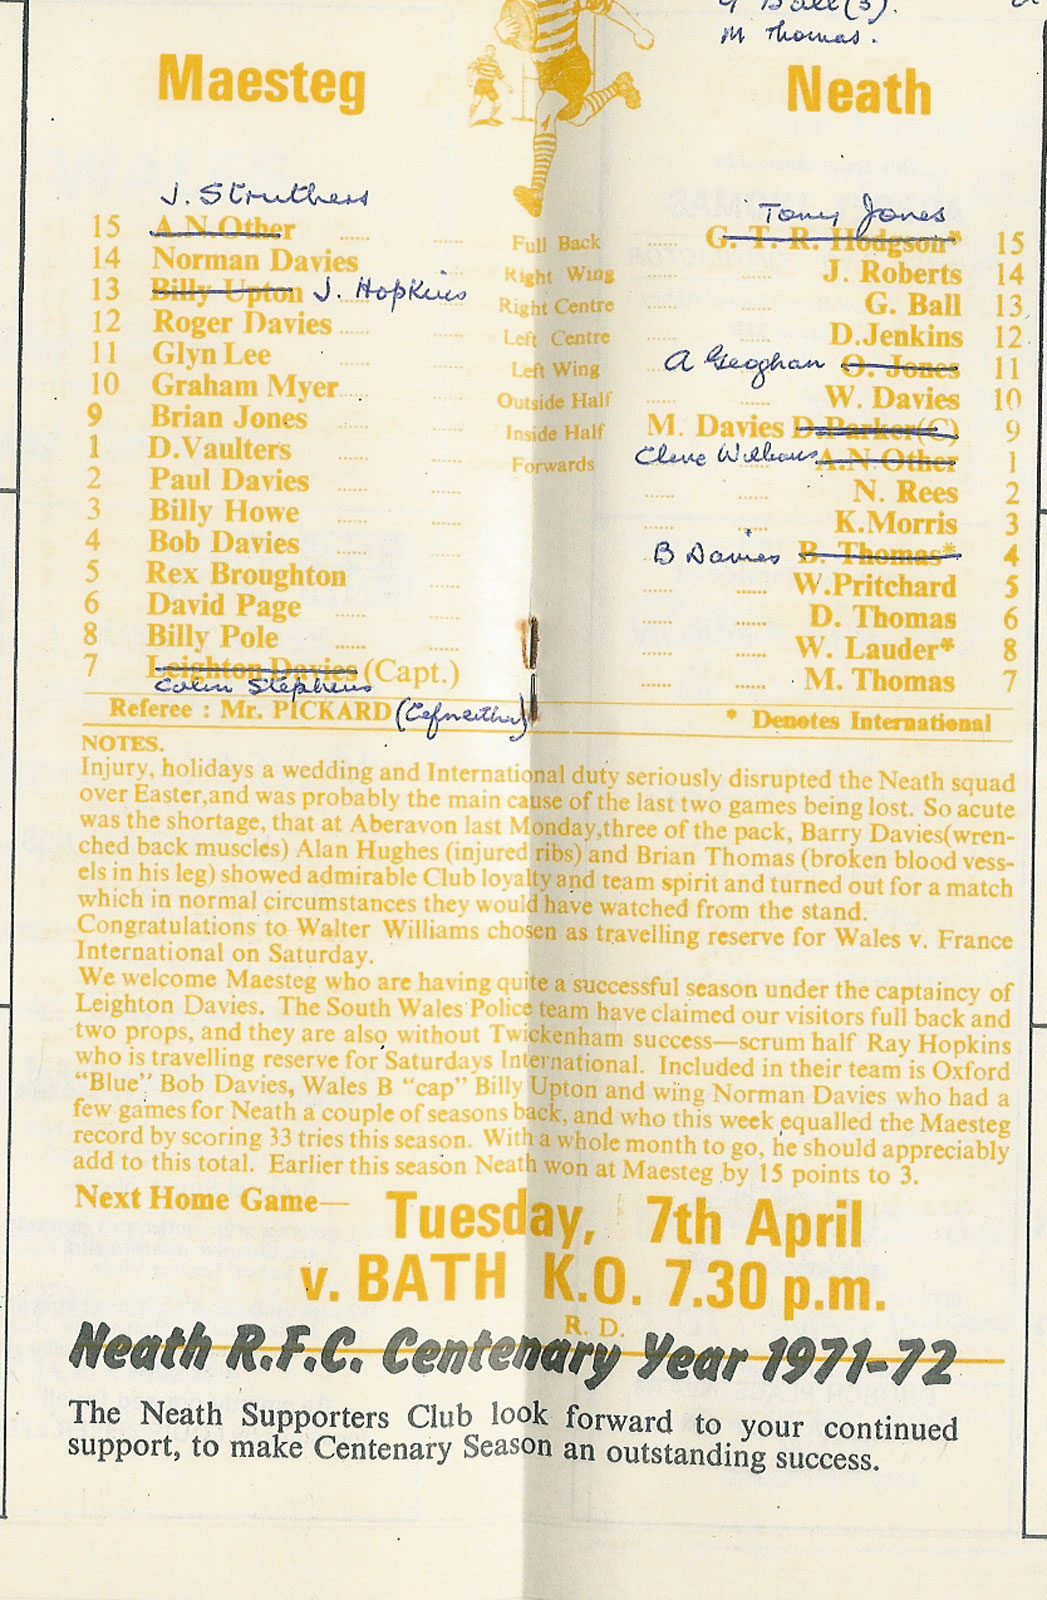 G Ball (3).
M Thomas.
Maesteg
Neath
J. Struthers
Tony Jones
15 A.N.Other ...... ...... Full Back ...... G. T. R. Hodgson* 15
14 Norman Davies ...... Right Wing ...... ...... J. Roberts 14
13 Billy Upton J. Hopkins Right Centre ...... ...... G. Ball 13
12 Roger Davies ...... ...... Left Centre ...... ...... D.Jenkins 12
11 Glyn Lee ...... ...... Left Wing A Geoghan O. Jones 11
10 Graham Myer ...... ...... Outside Half ...... ...... W. Davies 10
9 Brian Jones ...... ...... Inside Half M. Davies D.Parker(C) 9
1 D.Vaulters ...... ...... Forwards Clive Williams A.N Other 1
2 Paul Davies ...... ...... N. Rees 2
3 Billy Howe ...... ...... K.Morris 3
4 Bob Davies ...... ...... B Davies B. Thomas* 4
5 Rex Broughton ...... ...... W.Pritchard 5
6 David Page ...... ...... D. Thomas 6
8 Billy Pole ...... ...... W. Lauder* 8
7 Leighton Davies (Capt.) ...... ...... M. Thomas 7
Colin Stephens
Referee : Mr. PICKARD (Cefneithin) * Denotes International
NOTES.
Injury, holidays a wedding and International duty seriously disrupted the Neath squad
over Easter,and was probably the main cause of the last two games being lost. So acute
was the shortage, that at Aberavon last Monday,three of the pack, Barry Davies(wren-
ched back muscles) Alan Hughes (injured ribs) and Brian Thomas (broken blood vess-
els in his leg) showed admirable Club loyalty and team spirit and turned out for a match
which in normal circumstances they would have watched from the stand.
Congratulations to Walter Williams chosen as travelling reserve for Wales v. France
International on Saturday.
We welcome Maesteg who are having quite a successful season under the captaincy of
Leighton Davies. The South Wales Police team have claimed our visitors full back and
two props, and they are also without Twickenham success—scrum half Ray Hopkins
who is travelling reserve for Saturdays International. Included in their team is Oxford
"Blue" Bob Davies, Wales B "cap" Billy Upton and wing Norman Davies who had a
few games for Neath a couple of seasons back, and who this week equalled the Maesteg
record by scoring 33 tries this season. With a whole month to go, he should appreciably
add to this total. Earlier this season Neath won at Maesteg by 15 points to 3.
Next Home Game—
Tuesday, 7th April
v. BATH K.O. 7.30 p.m.
R. D.
Neath R.F.C. Centenary Year 1971-72
The Neath Supporters Club look forward to your continued
support, to make Centenary Season an outstanding success.